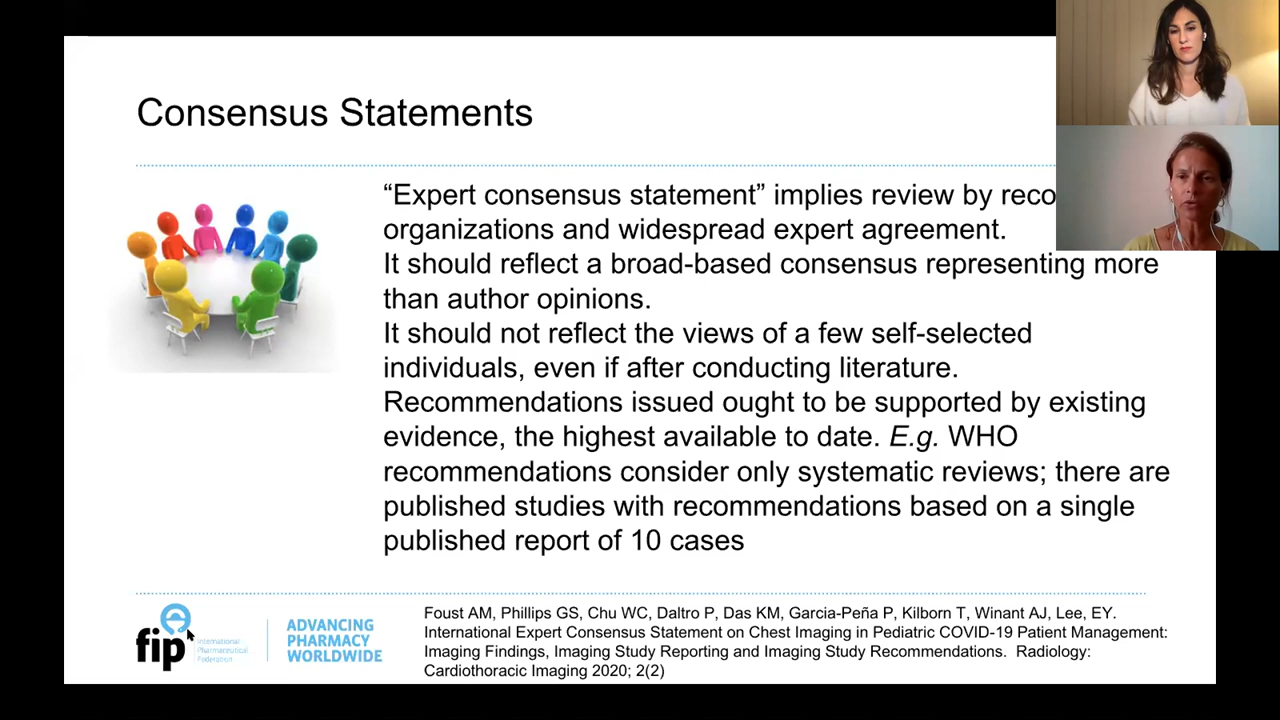 Consensus Statements
“Expert consensus statement” implies review by
organizations and widespread expert agreement.
It should reflect a broad-based consensus representing more
than author opinions.
It should not reflect the views of a few self-selected
individuals, even if after conducting literature.
Recommendations issued ought to be supported by existing
evidence, the highest available to date. E.g. WHO
recommendations consider only systematic reviews; there are
published studies with recommendations based on a single
published report of 10 cases
fip
International
Pharmaceutical
Federation
ADVANCING
PHARMACY
WORLDWIDE
Foust AM, Phillips GS, Chu WC, Daltro P, Das KM, Garcia-Peña P, Kilborn T, Winant AJ, Lee, EY.
International Expert Consensus Statement on Chest Imaging in Pediatric COVID-19 Patient Management:
Imaging Findings, Imaging Study Reporting and Imaging Study Recommendations. Radiology:
Cardiothoracic Imaging 2020; 2(2)